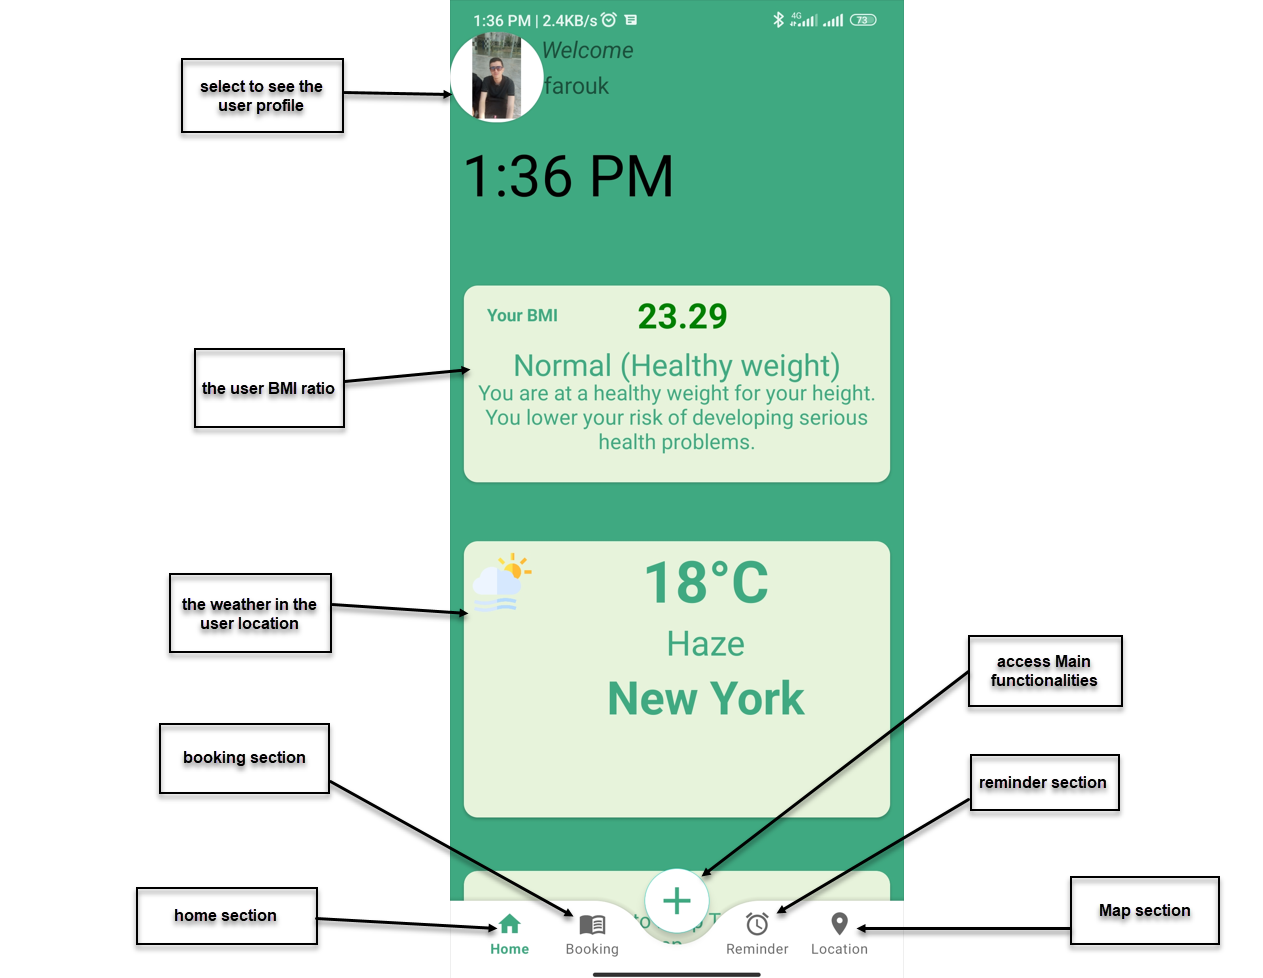 1:36 PM | 2.4KB/s
4G
73
Welcome
farouk
select to see the
user profile
1:36 PM
Your BMI
23.29
Normal (Healthy weight)
You are at a healthy weight for your height.
You lower your risk of developing serious
health problems.
the user BMI ratio
18°C
Haze
New York
the weather in the
user location
access Main
functionalities
booking section
reminder section
home section
Map section
Home
Booking
Reminder
Location